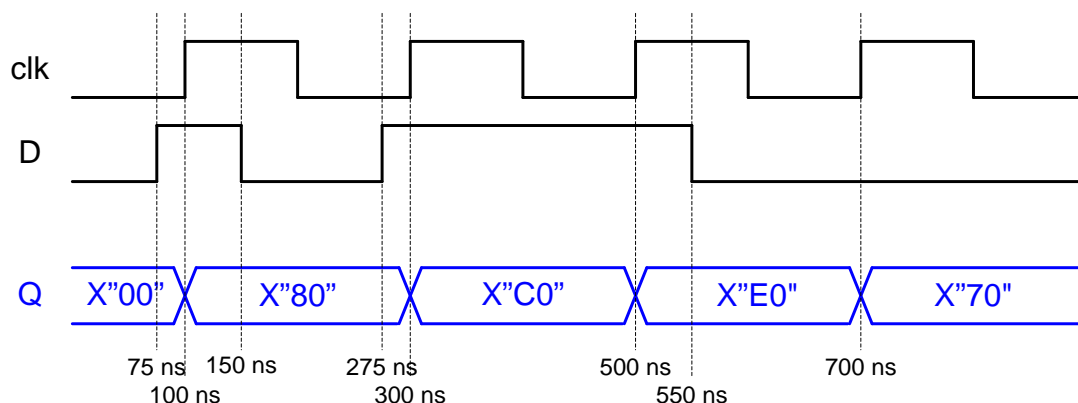 clk
D
Q X”00” X”80” X”C0” X”E0" X”70"
75 ns 150 ns 275 ns 500 ns 700 ns
100 ns 300 ns 550 ns